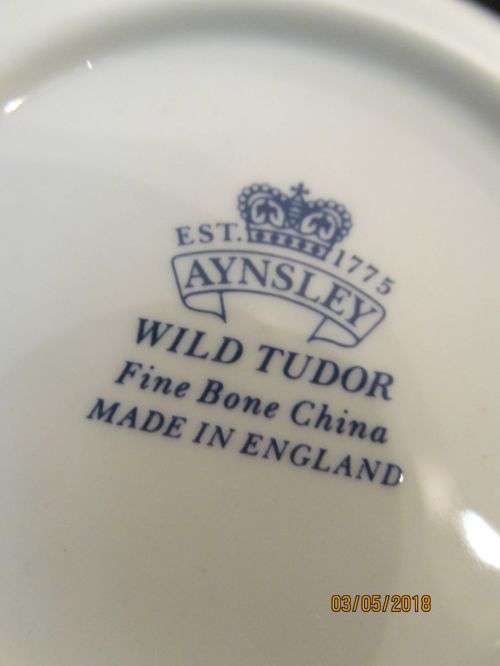 EST. 1775
AYNSLEY
WILD TUDOR
Fine Bone China
MADE IN ENGLAND
03/05/2018